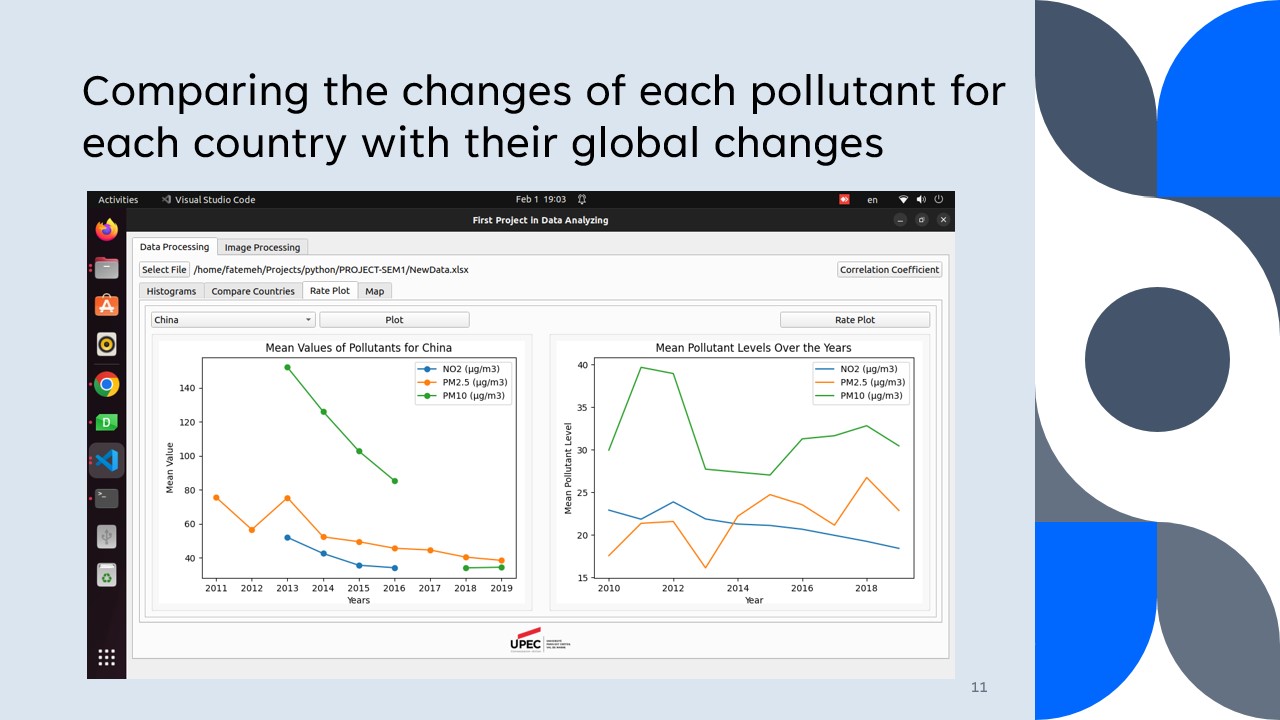 Comparing the changes of each pollutant for
each country with their global changes
Activities Visual Studio Code Feb 1 19:03 en
First Project in Data Analyzing
Data Processing Image Processing
Select File /home/fatemeh/Projects/python/PROJECT-SEM1/NewData.xlsx Correlation Coefficient
Histograms Compare Countries Rate Plot Map
China Plot Rate Plot
Mean Values of Pollutants for China
NO2 (µg/m3)
PM2.5 (µg/m3)
PM10 (µg/m3)
Mean Value
140
120
100
80
60
40
2011 2012 2013 2014 2015 2016 2017 2018 2019
Years
Mean Pollutant Levels Over the Years
NO2 (µg/m3)
PM2.5 (µg/m3)
PM10 (µg/m3)
Mean Pollutant Level
40
35
30
25
20
15
2010 2012 2014 2016 2018
Year
UPEC
11